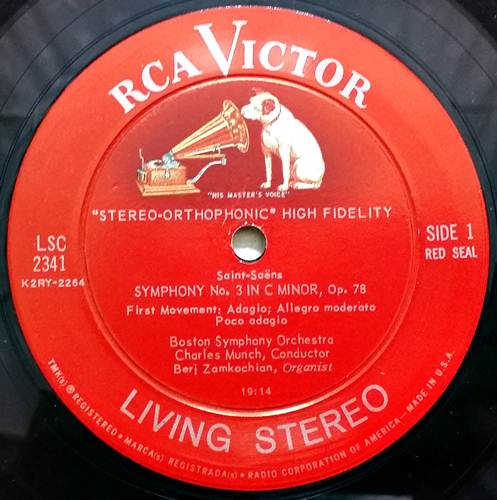 RCA VICTOR
"HIS MASTER'S VOICE"
"STEREO-ORTHOPHONIC" HIGH FIDELITY
LSC
2341
K2RY-2264
SIDE 1
RED SEAL
Saint-Saëns
SYMPHONY No. 3 IN C MINOR, Op. 78
First Movement: Adagio; Allegro moderato
Poco adagio
Boston Symphony Orchestra
Charles Munch, Conductor
Berj Zamkochian, Organist
19:14
LIVING STEREO
TMK(s) ® REGISTERED • MARCA(s) REGISTRADA(s) • RADIO CORPORATION OF AMERICA—MADE IN U.S.A.